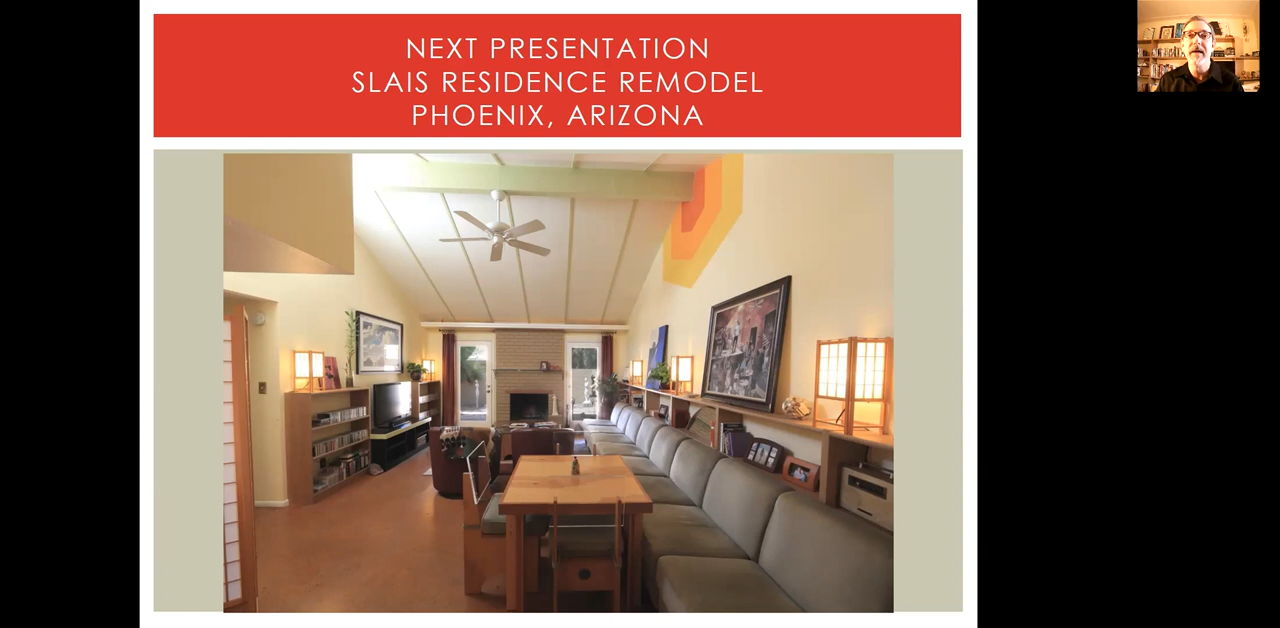 NEXT PRESENTATION
SLAIS RESIDENCE REMODEL
PHOENIX, ARIZONA